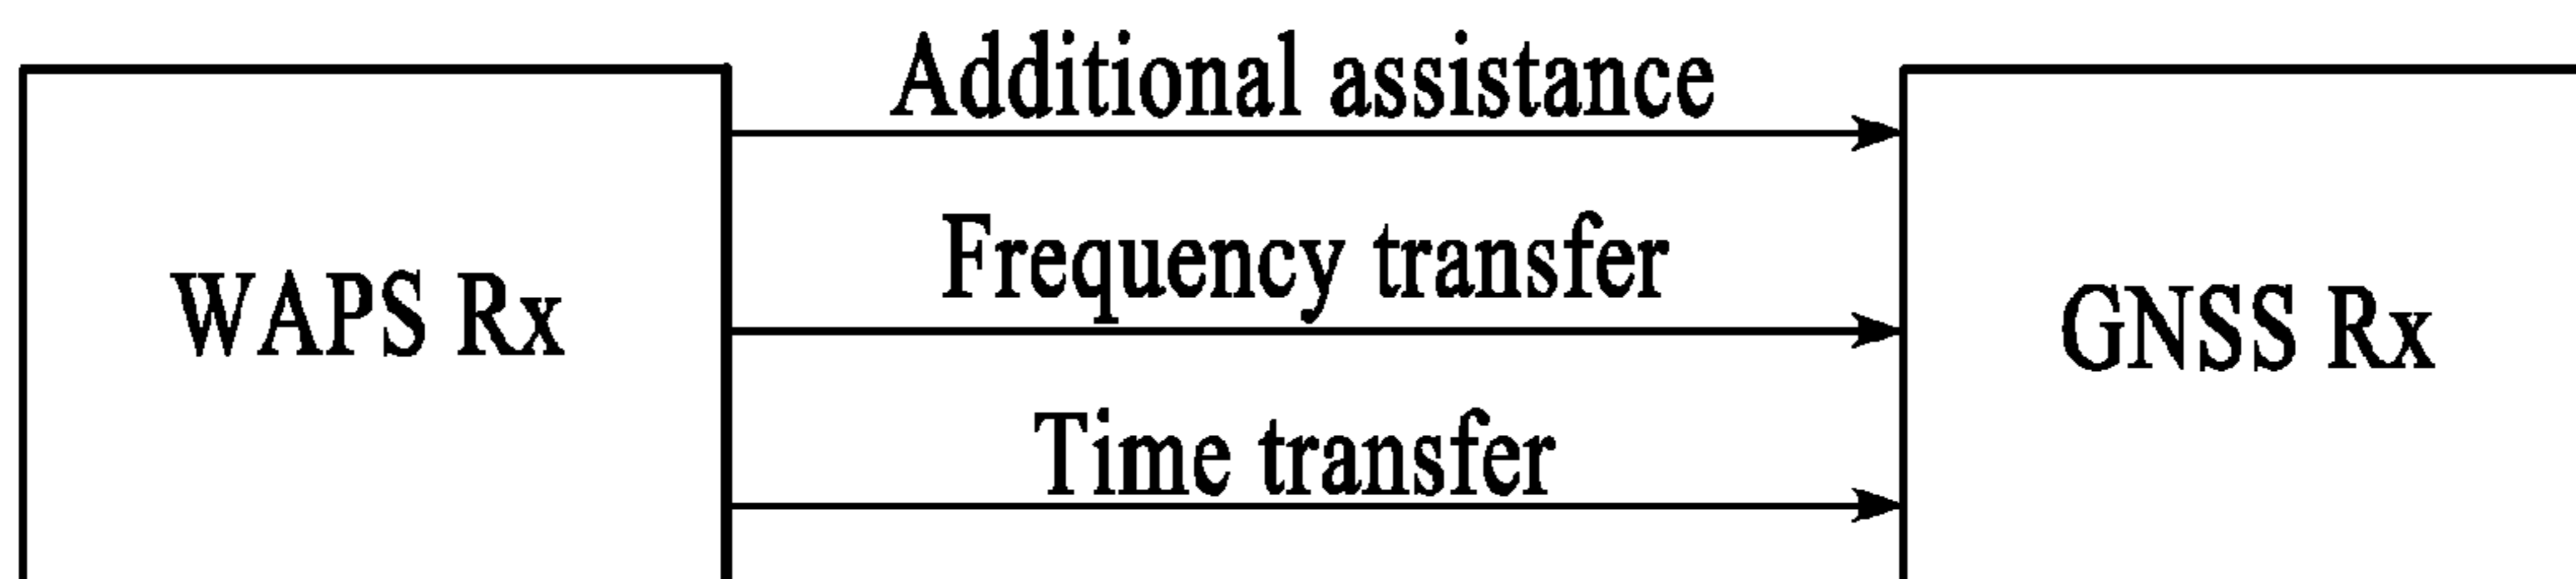 Additional assistance
Frequency transfer
WAPS Rx
GNSS Rx
Time transfer